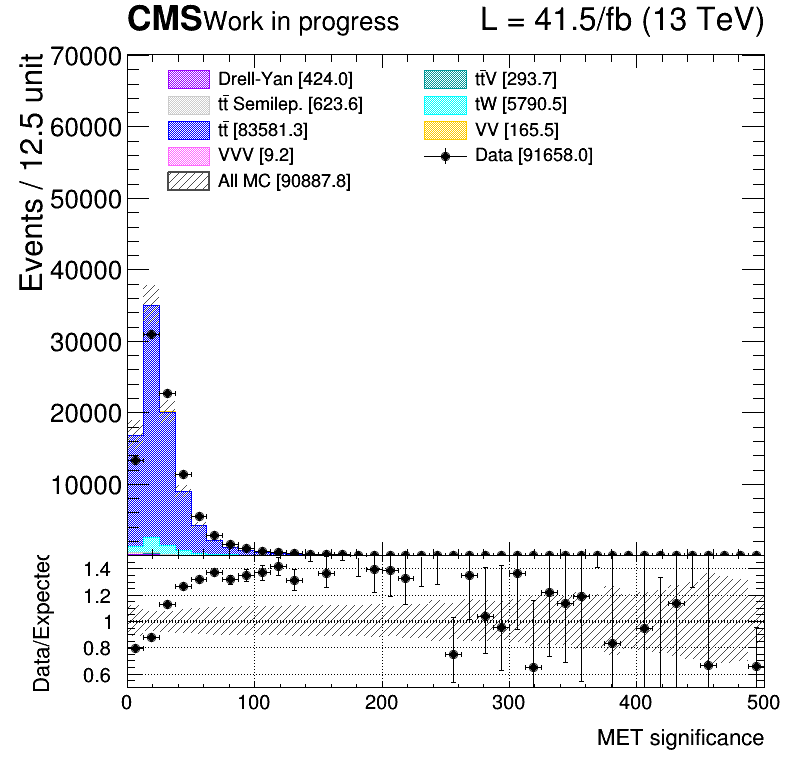 CMS Work in progress L = 41.5/fb (13 TeV)
Events / 12.5 unit
70000
60000
50000
40000
30000
20000
10000
Drell-Yan [424.0]
tt̄ Semilep. [623.6]
tt̄ [83581.3]
VVV [9.2]
All MC [90887.8]
tt̄V [293.7]
tW [5790.5]
VV [165.5]
Data [91658.0]
Data/Expected
1.4
1.2
1
0.8
0.6
0 100 200 300 400 500
MET significance